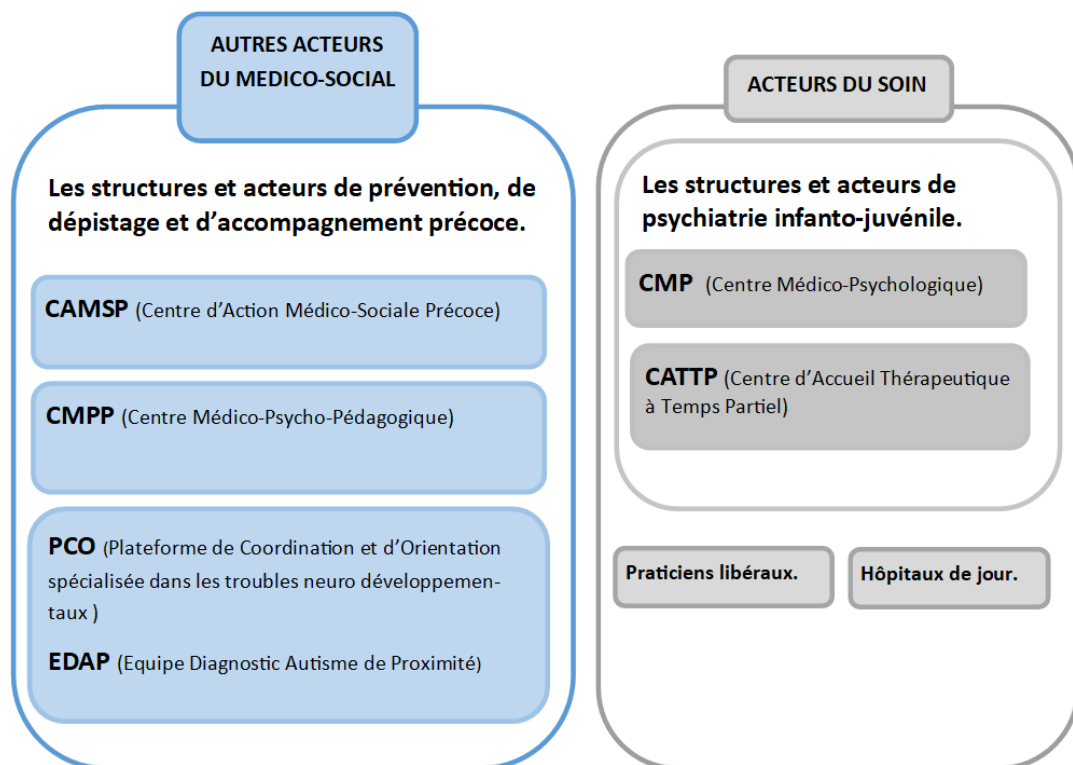 AUTRES ACTEURS
DU MEDICO-SOCIAL
Les structures et acteurs de prévention, de
dépistage et d’accompagnement précoce.
CAMSP (Centre d’Action Médico-Sociale Précoce)
CMPP (Centre Médico-Psycho-Pédagogique)
PCO (Plateforme de Coordination et d’Orientation
spécialisée dans les troubles neuro développemen-
taux )
EDAP (Equipe Diagnostic Autisme de Proximité)
ACTEURS DU SOIN
Les structures et acteurs de
psychiatrie infanto-juvénile.
CMP (Centre Médico-Psychologique)
CATTP (Centre d’Accueil Thérapeutique
à Temps Partiel)
Praticiens libéraux.
Hôpitaux de jour.